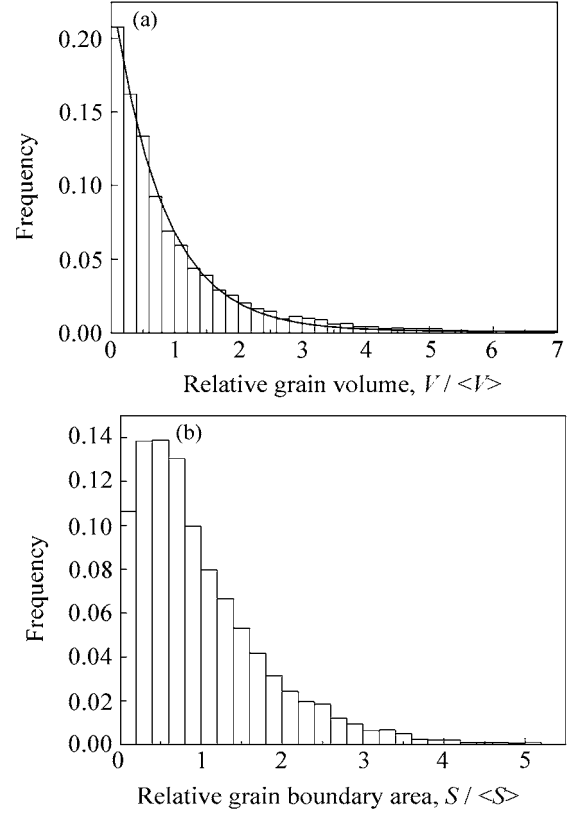 (a)
0.20
0.15
0.10
0.05
0.00
Frequency
0 1 2 3 4 5 6 7
Relative grain volume, V / <V>
(b)
0.14
0.12
0.10
0.08
0.06
0.04
0.02
0.00
Frequency
0 1 2 3 4 5
Relative grain boundary area, S / <S>